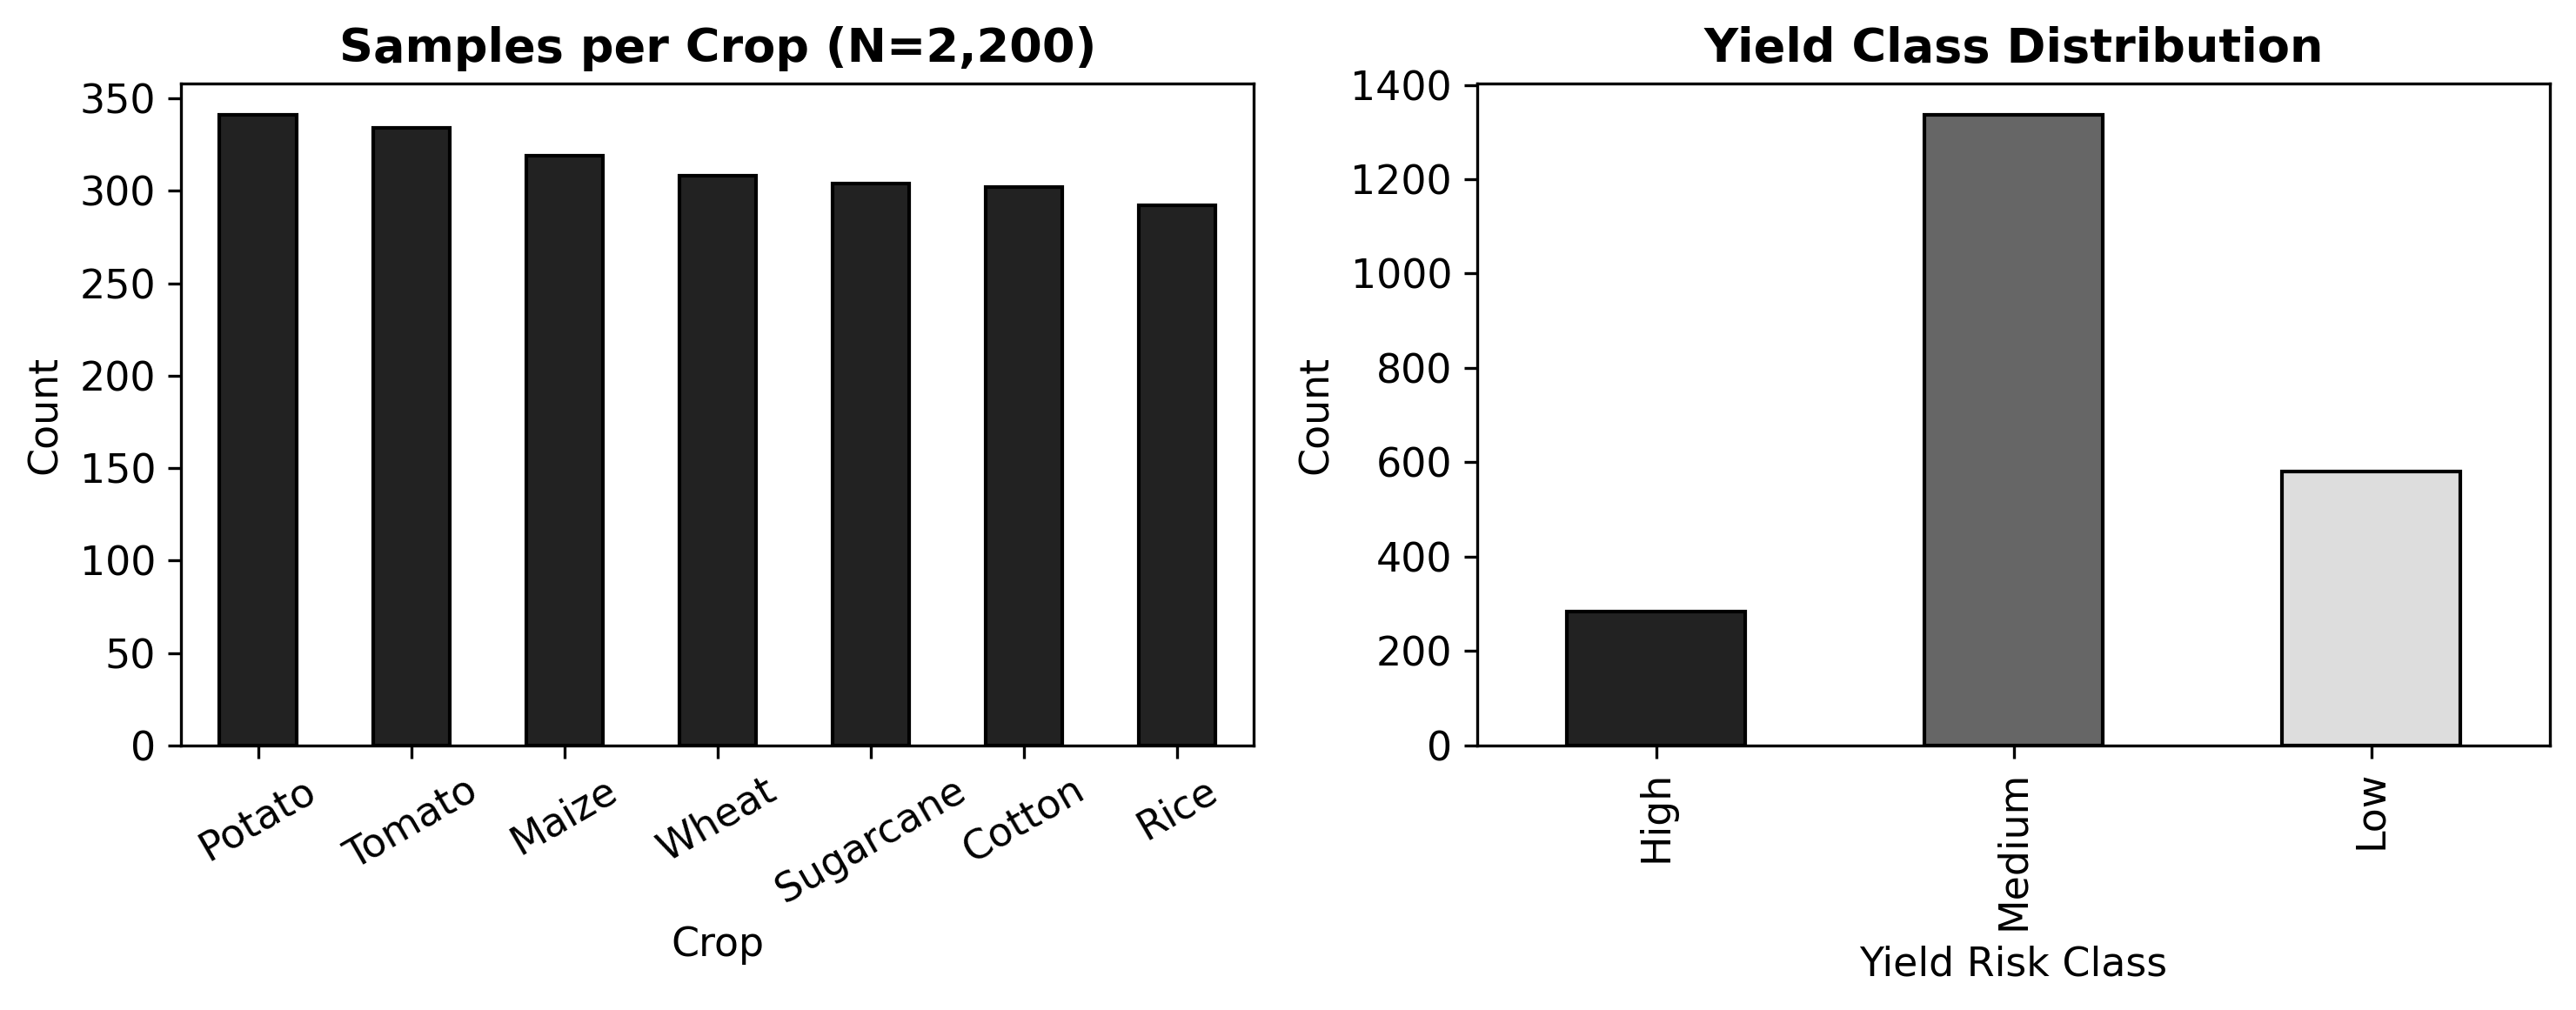 Samples per Crop (N=2,200)
350
300
250
200
150
100
50
0
Count
Potato
Tomato
Maize
Wheat
Sugarcane
Cotton
Rice
Crop
Yield Class Distribution
1400
1200
1000
800
600
400
200
0
Count
High
Medium
Low
Yield Risk Class